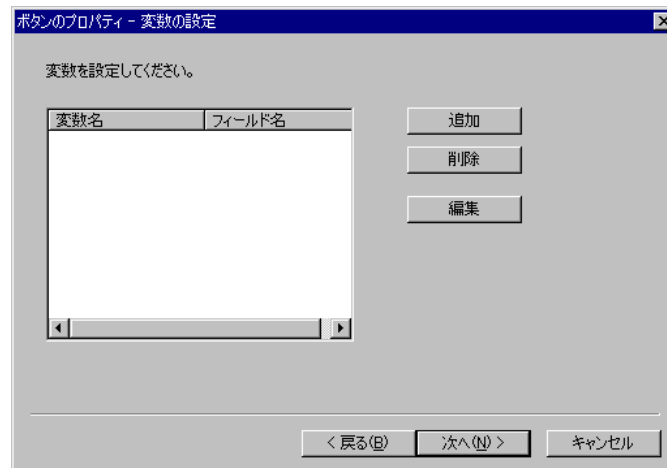 ボタンのプロパティ - 変数の設定
変数を設定してください。
変数名 フィールド名
追加
削除
編集
< 戻る(B) 次へ(N) > キャンセル